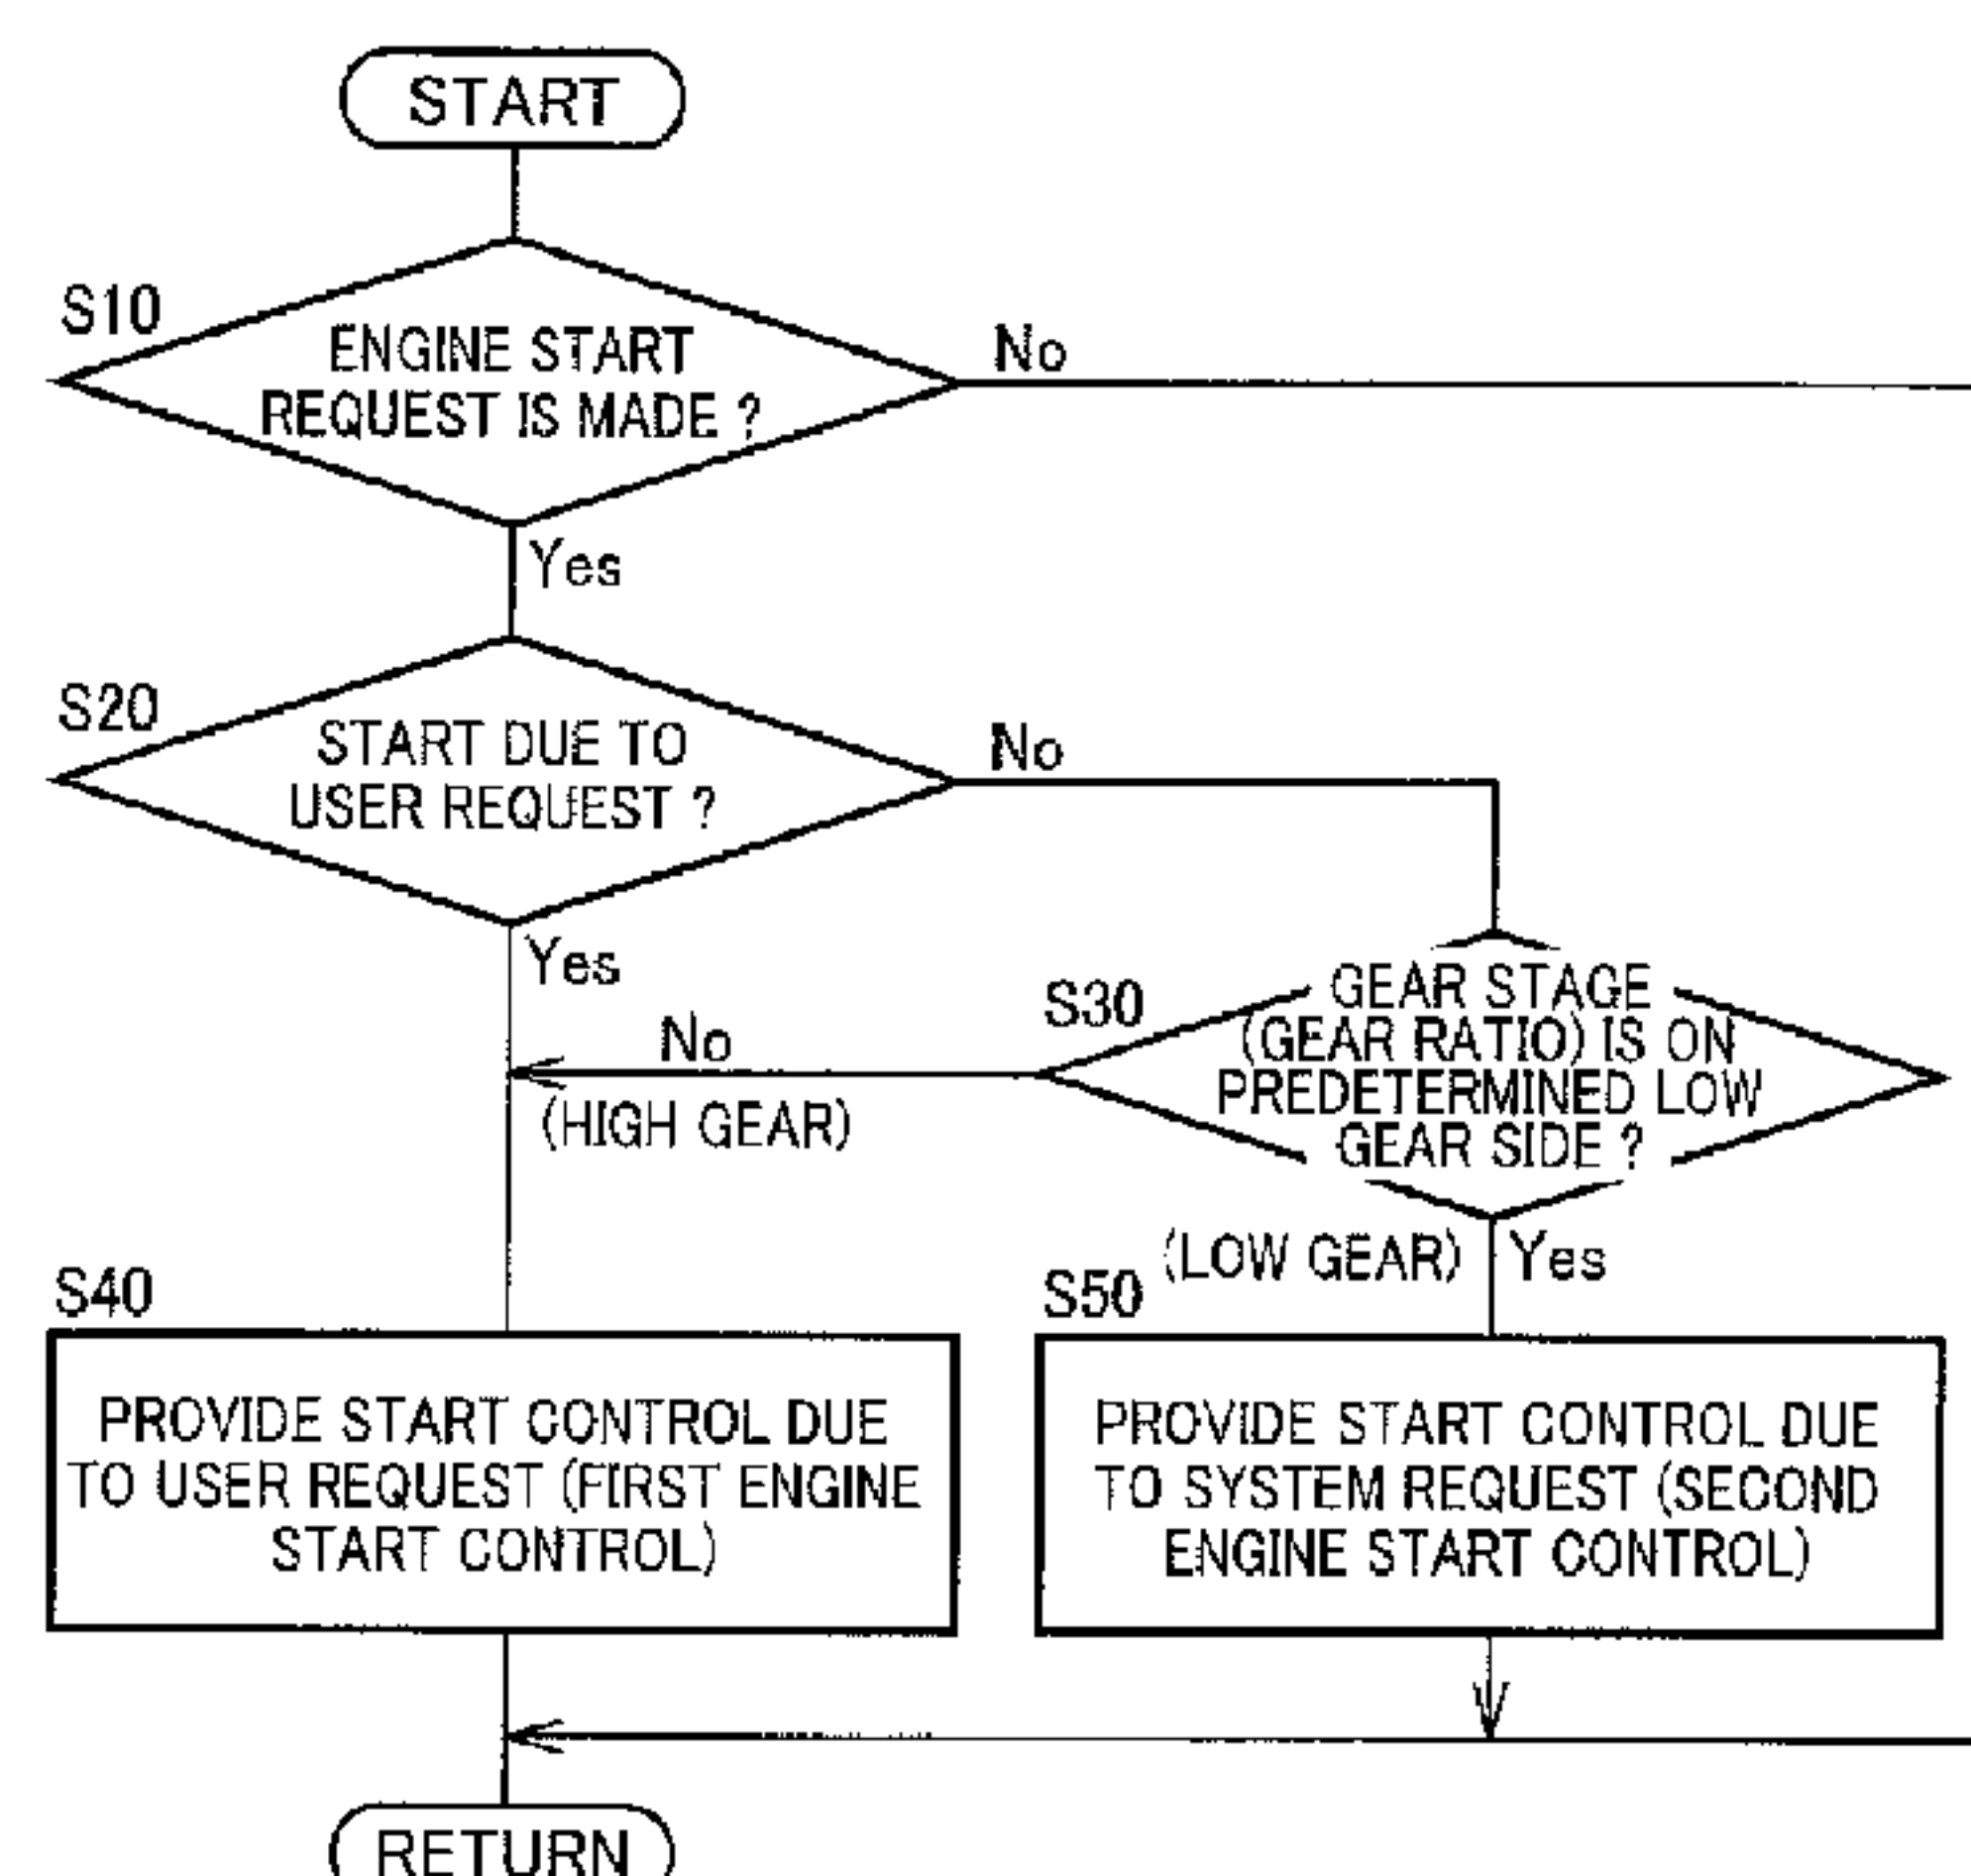 START
S10
ENGINE START
REQUEST IS MADE ?
No
Yes
S20
START DUE TO
USER REQUEST ?
No
Yes
S30
GEAR STAGE
(GEAR RATIO) IS ON
PREDETERMINED LOW
GEAR SIDE ?
No
(HIGH GEAR)
(LOW GEAR) Yes
S40
PROVIDE START CONTROL DUE
TO USER REQUEST (FIRST ENGINE
START CONTROL)
S50
PROVIDE START CONTROL DUE
TO SYSTEM REQUEST (SECOND
ENGINE START CONTROL)
RETURN